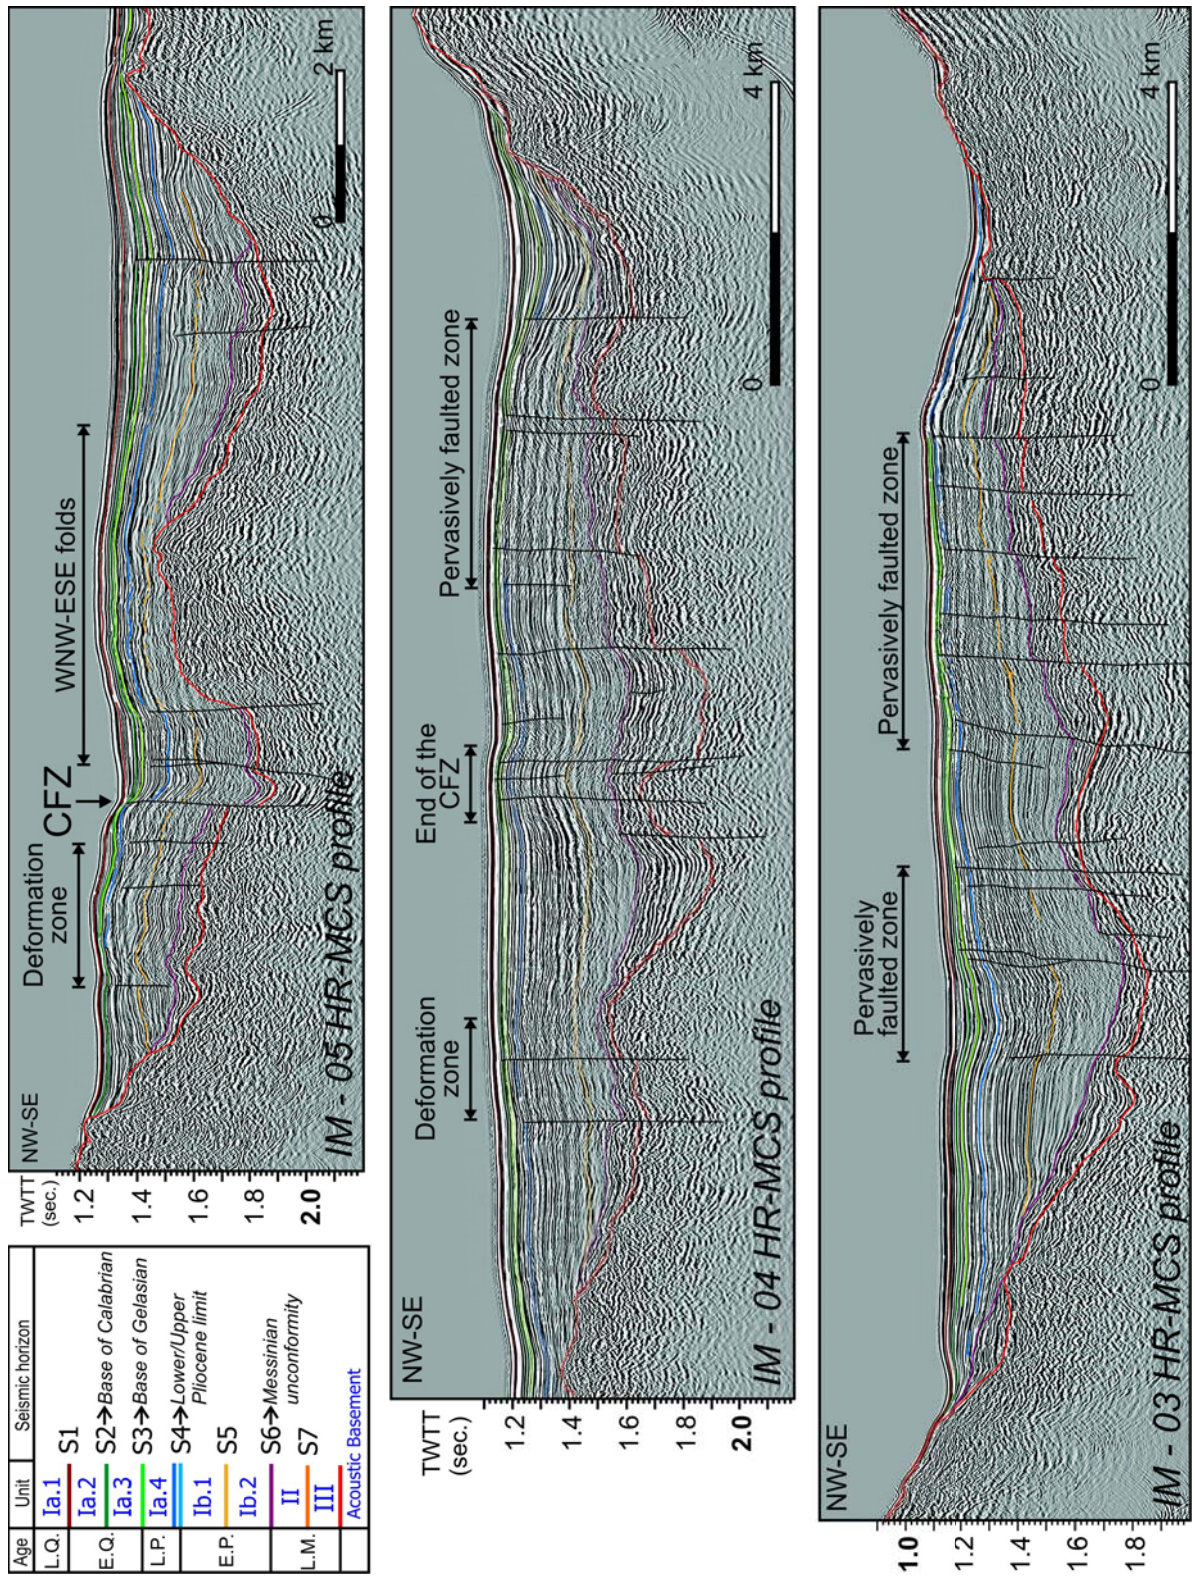 Age Unit Seismic horizon
L.Q. Ia.1
S1
E.Q. Ia.2
S2→Base of Calabrian
Ia.3
S3→Base of Gelasian
L.P. Ia.4
S4→Lower/Upper
Pliocene limit
E.P. Ib.1
S5
Ib.2
S6→Messinian
unconformity
L.M. II
S7
III
Acoustic Basement
TWTT
(sec.)
1.2
1.4
1.6
1.8
2.0
NW-SE
Deformation
zone
CFZ
WNW-ESE folds
0
2 km
IM - 05 HR-MCS profile
TWTT
(sec.)
1.2
1.4
1.6
1.8
2.0
NW-SE
Deformation
zone
End of the
CFZ
Pervasively faulted zone
0
4 km
IM - 04 HR-MCS profile
1.0
1.2
1.4
1.6
1.8
NW-SE
Pervasively
faulted zone
Pervasively faulted zone
0
4 km
IM - 03 HR-MCS profile